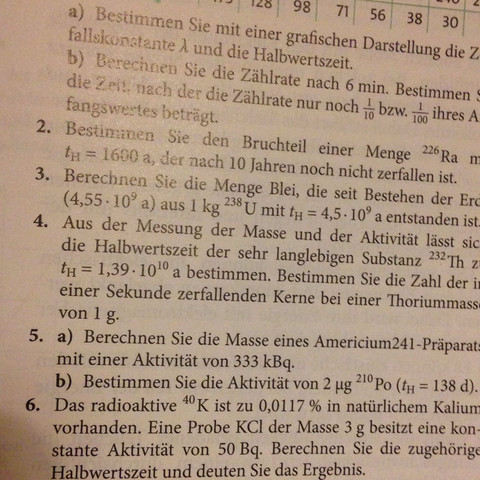 128 98 71 56 38 30
a) Bestimmen Sie mit einer grafischen Darstellung die Z
fallskonstante λ und die Halbwertszeit.
b) Berechnen Sie die Zählrate nach 6 min. Bestimmen S
die Zeit, nach der die Zählrate nur noch 1/10 bzw. 1/100 ihres A
fangswertes beträgt.
2. Bestimmen Sie den Bruchteil einer Menge ²²⁶Ra m
t_H = 1600 a, der nach 10 Jahren noch nicht zerfallen ist.
3. Berechnen Sie die Menge Blei, die seit Bestehen der Erd
(4,55 · 10⁹ a) aus 1 kg ²³⁸U mit t_H = 4,5 · 10⁹ a entstanden ist.
4. Aus der Messung der Masse und der Aktivität lässt sic
die Halbwertszeit der sehr langlebigen Substanz ²³²Th z
t_H = 1,39 · 10¹⁰ a bestimmen. Bestimmen Sie die Zahl der i
einer Sekunde zerfallenden Kerne bei einer Thoriummass
von 1 g.
5. a) Berechnen Sie die Masse eines Americium241-Präparats
mit einer Aktivität von 333 kBq.
b) Bestimmen Sie die Aktivität von 2 µg ²¹⁰Po (t_H = 138 d).
6. Das radioaktive ⁴⁰K ist zu 0,0117 % in natürlichem Kalium
vorhanden. Eine Probe KCl der Masse 3 g besitzt eine kon-
stante Aktivität von 50 Bq. Berechnen Sie die zugehörige
Halbwertszeit und deuten Sie das Ergebnis.